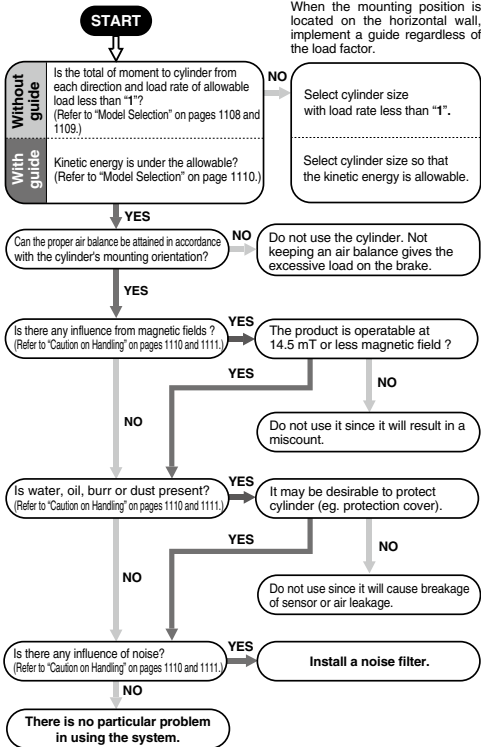 START
When the mounting position is
located on the horizontal wall,
implement a guide regardless of
the load factor.
Without
guide
Is the total of moment to cylinder from
each direction and load rate of allowable
load less than “1”?
(Refer to “Model Selection” on pages 1108 and
1109.)
NO
Select cylinder size
with load rate less than “1”.
With
guide
Kinetic energy is under the allowable?
(Refer to “Model Selection” on page 1110.)
Select cylinder size so that
the kinetic energy is allowable.
YES
Can the proper air balance be attained in accordance
with the cylinder's mounting orientation?
NO
Do not use the cylinder. Not
keeping an air balance gives the
excessive load on the brake.
YES
Is there any influence from magnetic fields ?
(Refer to “Caution on Handling” on pages 1110 and 1111.)
YES
The product is operatable at
14.5 mT or less magnetic field ?
YES
NO
Do not use it since it will result in a
miscount.
NO
Is water, oil, burr or dust present?
(Refer to “Caution on Handling” on pages 1110 and 1111.)
YES
It may be desirable to protect
cylinder (eg. protection cover).
YES
NO
Do not use since it will cause breakage
of sensor or air leakage.
NO
Is there any influence of noise?
(Refer to “Caution on Handling” on pages 1110 and 1111.)
YES
Install a noise filter.
NO
There is no particular problem
in using the system.